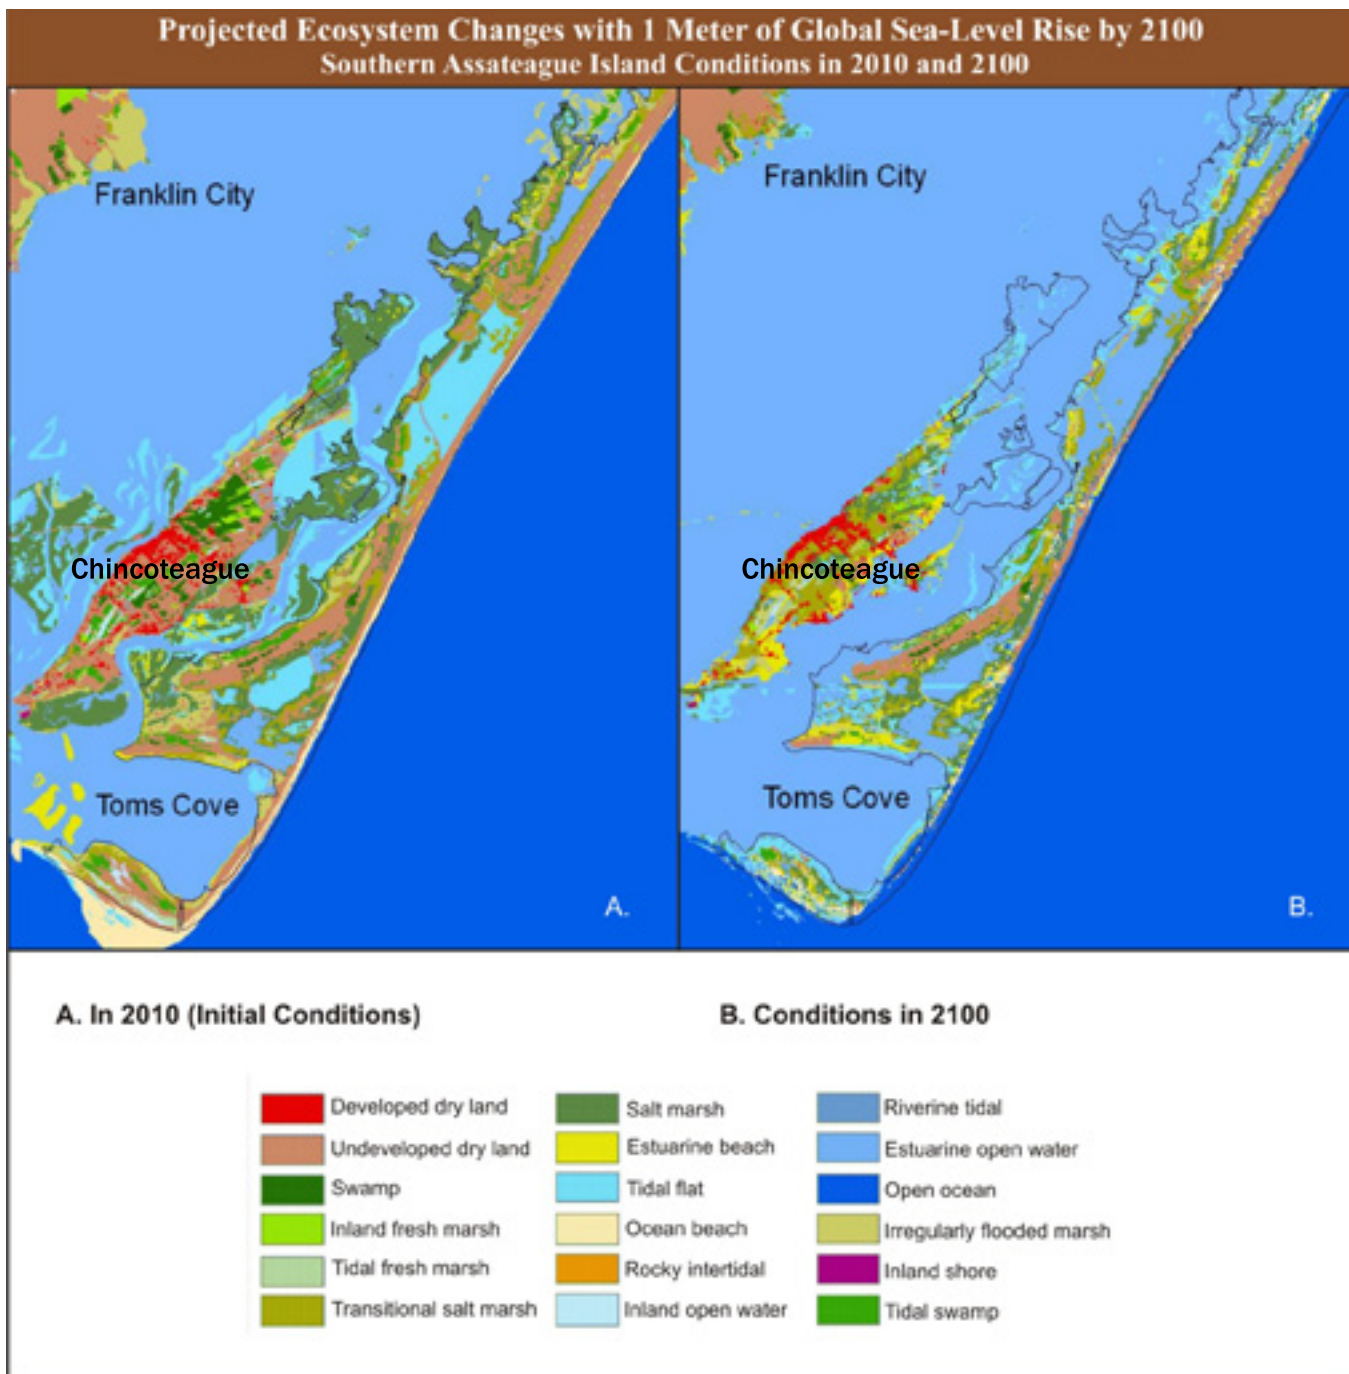 Projected Ecosystem Changes with 1 Meter of Global Sea-Level Rise by 2100
Southern Assateague Island Conditions in 2010 and 2100
Franklin City
Chincoteague
Toms Cove
A.
Franklin City
Chincoteague
Toms Cove
B.
A. In 2010 (Initial Conditions)
B. Conditions in 2100
Developed dry land
Undeveloped dry land
Swamp
Inland fresh marsh
Tidal fresh marsh
Transitional salt marsh
Salt marsh
Estuarine beach
Tidal flat
Ocean beach
Rocky intertidal
Inland open water
Riverine tidal
Estuarine open water
Open ocean
Irregularly flooded marsh
Inland shore
Tidal swamp